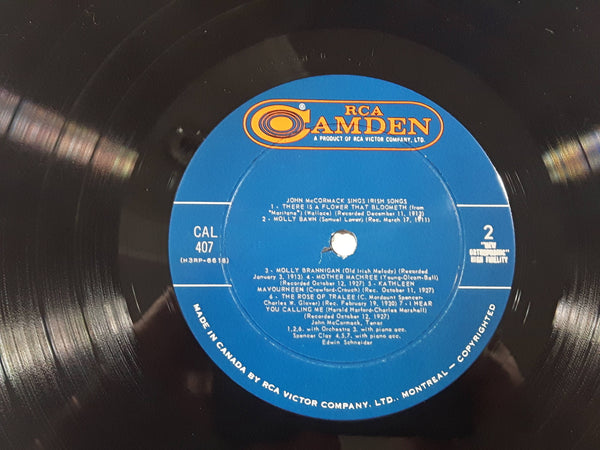 RCA
CAMDEN
A PRODUCT OF RCA VICTOR COMPANY, LTD.
JOHN McCORMACK SINGS IRISH SONGS
1 - THERE IS A FLOWER THAT BLOOMETH (from
"Maritana") (Wallace) (Recorded December 11, 1912)
2 - MOLLY BAWN (Samuel Lover) (Rec. March 17, 1911)
CAL
407
(H3RP-6618)
2
"NEW
ORTHOPHONIC"
HIGH FIDELITY
3 - MOLLY BRANNIGAN (Old Irish Melody) (Recorded
January 3, 1913) 4 - MOTHER MACHREE (Young-Olcott-Ball)
(Recorded October 12, 1927) 5 - KATHLEEN
MAVOURNEEN (Crawford-Crouch) (Rec. October 11, 1927)
6 - THE ROSE OF TRALEE (C. Mordaunt Spencer-
Charles W. Glover) (Rec. February 19, 1930) 7 - I HEAR
YOU CALLING ME (Harold Harford-Charles Marshall)
(Recorded October 12, 1927)
John McCormack, Tenor
1,2,6, with Orchestra 3, with piano acc.
Spencer Clay 4,5,7, with piano acc.
Edwin Schneider
MADE IN CANADA BY RCA VICTOR COMPANY, LTD., MONTREAL — COPYRIGHTED